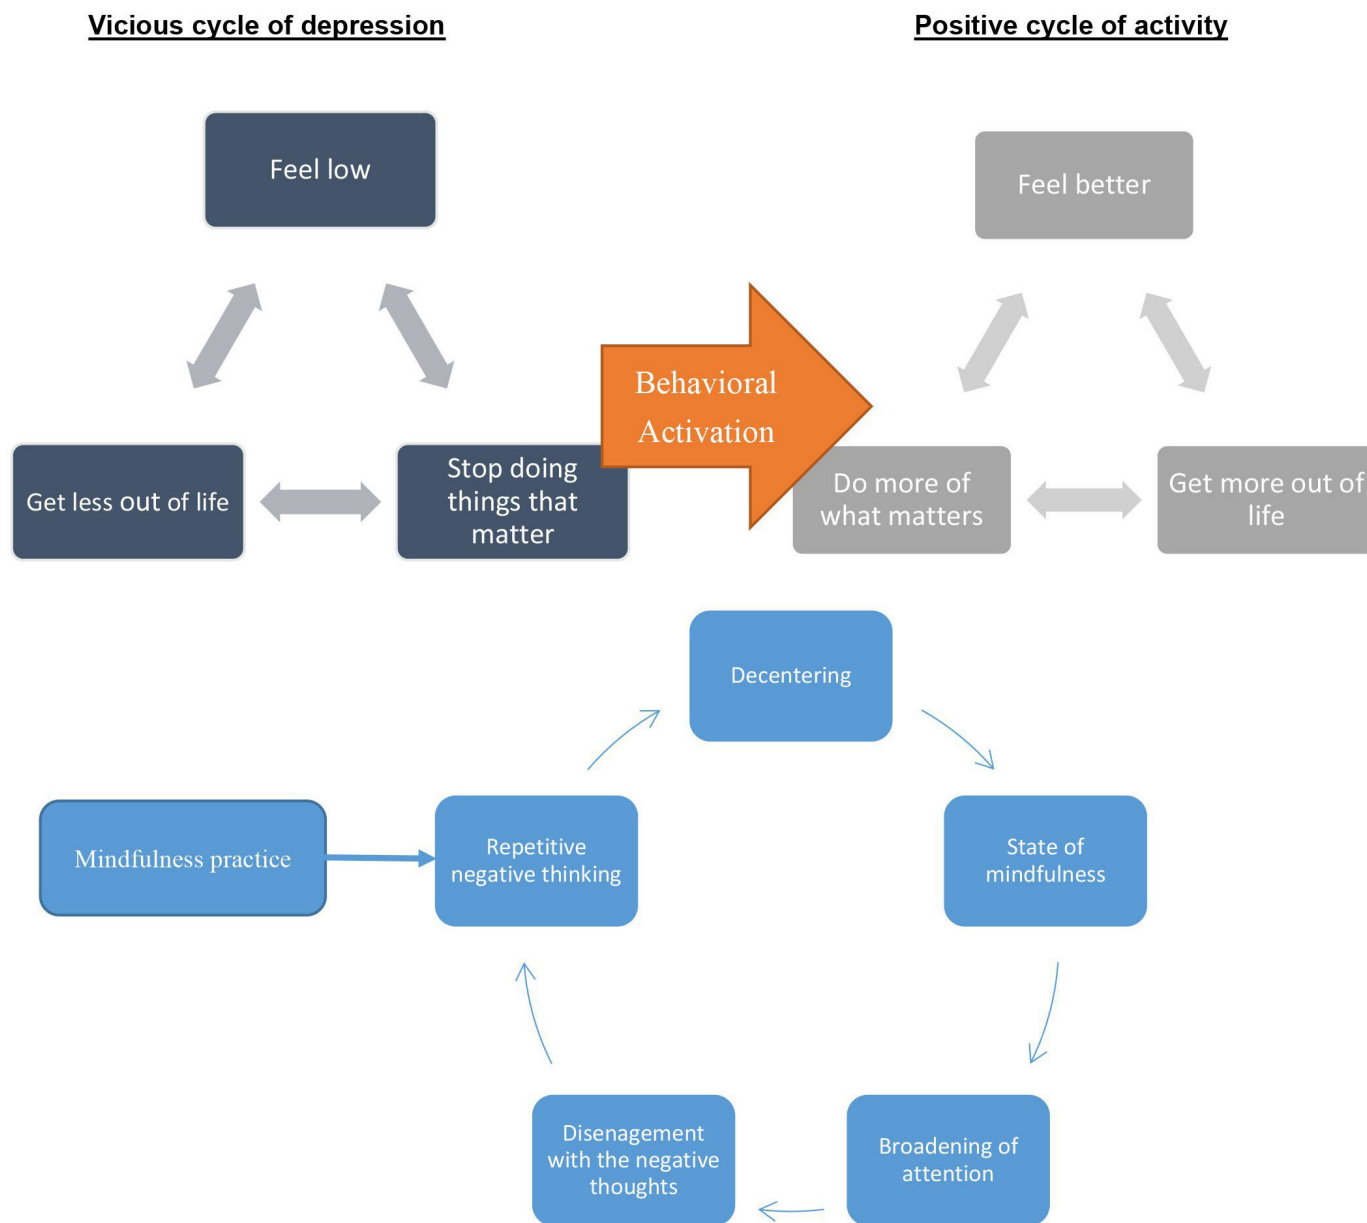 Vicious cycle of depression
Positive cycle of activity
Feel low
Feel better
Behavioral
Activation
Get less out of life
Stop doing
things that
matter
Do more of
what matters
Get more out of
life
Decentering
Mindfulness practice
Repetitive
negative thinking
State of
mindfulness
Disenagement
with the negative
thoughts
Broadening of
attention